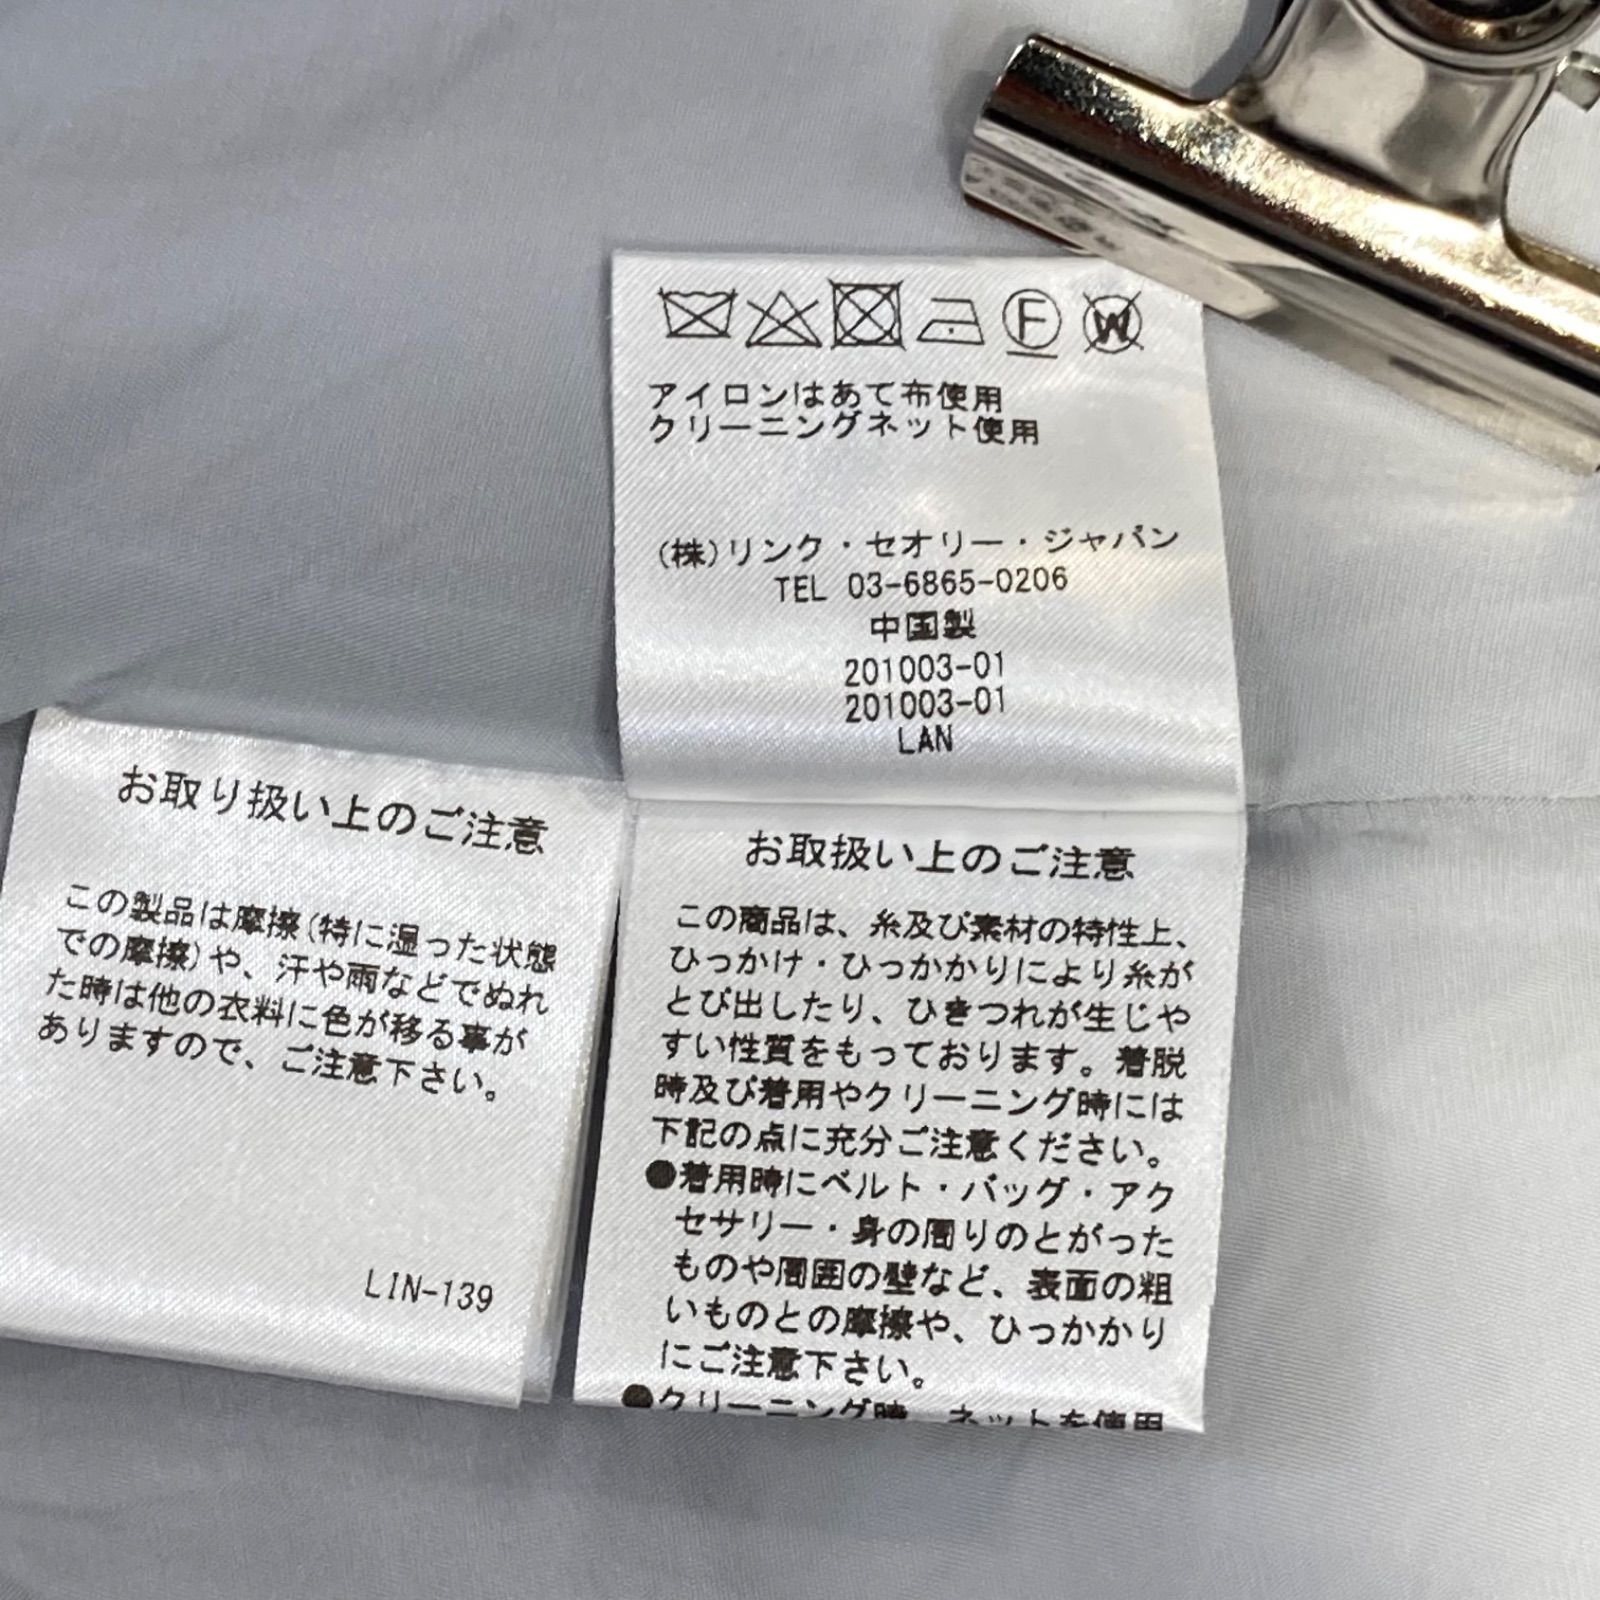 F W
アイロンはあて布使用
クリーニングネット使用
(株)リンク・セオリー・ジャパン
TEL 03-6865-0206
中国製
201003-01
201003-01
LAN
お取り扱い上のご注意
この製品は摩擦(特に湿った状態
での摩擦)や、汗や雨などでぬれ
た時は他の衣料に色が移る事が
ありますので、ご注意下さい。
LIN-139
お取扱い上のご注意
この商品は、糸及び素材の特性上、
ひっかけ・ひっかかりにより糸が
とび出したり、ひきつれが生じや
すい性質をもっております。着脱
時及び着用やクリーニング時には
下記の点に充分ご注意ください。
●着用時にベルト・バッグ・アク
セサリー・身の周りのとがった
ものや周囲の壁など、表面の粗
いものとの摩擦や、ひっかかり
にご注意下さい。
●クリーニング時、ネットを使用